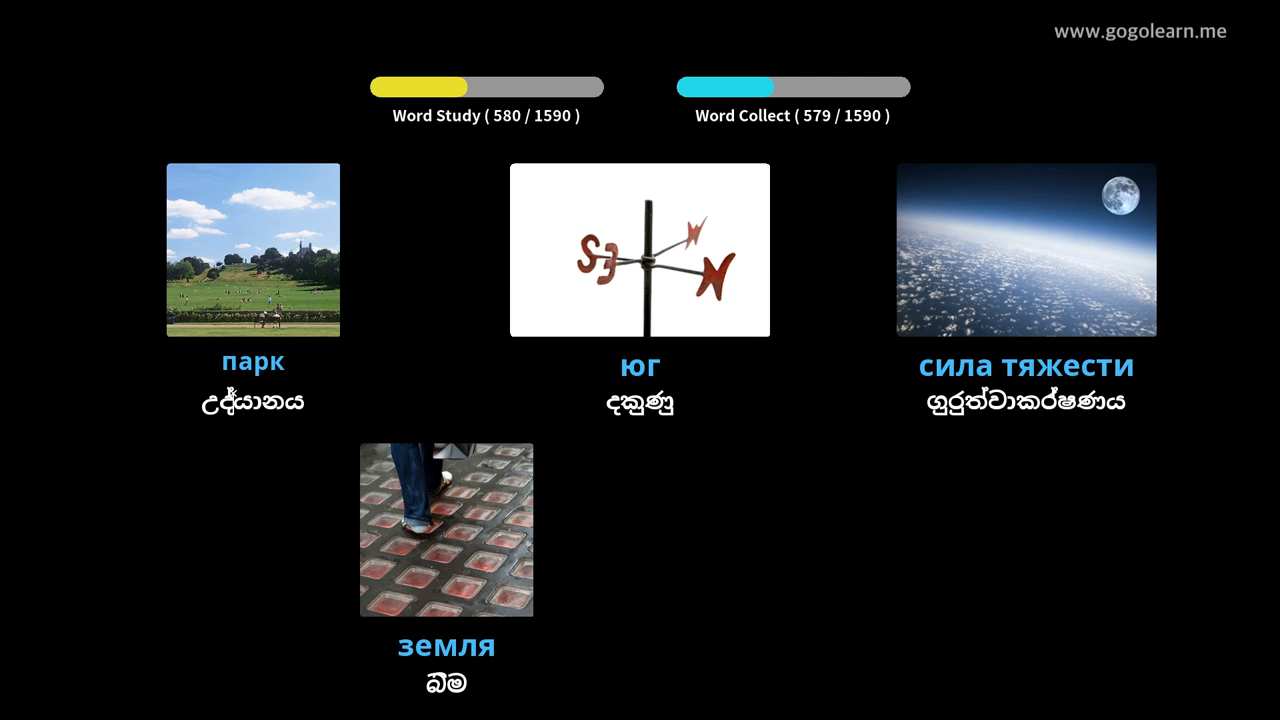 www.gogolearn.me
Word Study ( 580 / 1590 )
Word Collect ( 579 / 1590 )
парк
උද්‍යානය
юг
දකුණු
сила тяжести
ගුරුත්වාකර්ෂණය
земля
බිම